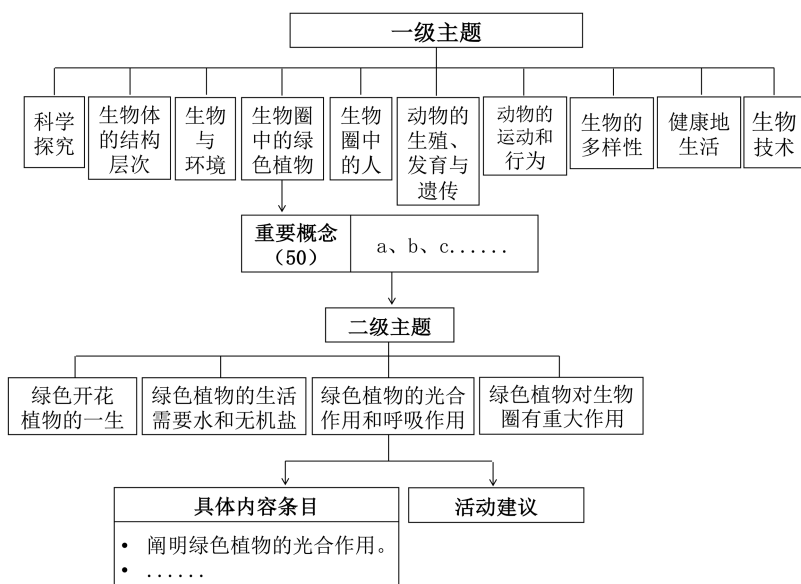 一级主题
科学
探究
生物体
的结构
层次
生物
与
环境
生物圈
中的绿
色植物
生物
圈中
的人
动物的
生殖、
发育与
遗传
动物的
运动和
行为
生物的
多样性
健康地
生活
生物
技术
重要概念
（50）
a、b、c......
二级主题
绿色开花
植物的一生
绿色植物的生活
需要水和无机盐
绿色植物的光合
作用和呼吸作用
绿色植物对生物
圈有重大作用
具体内容条目
• 阐明绿色植物的光合作用。
• ......
活动建议